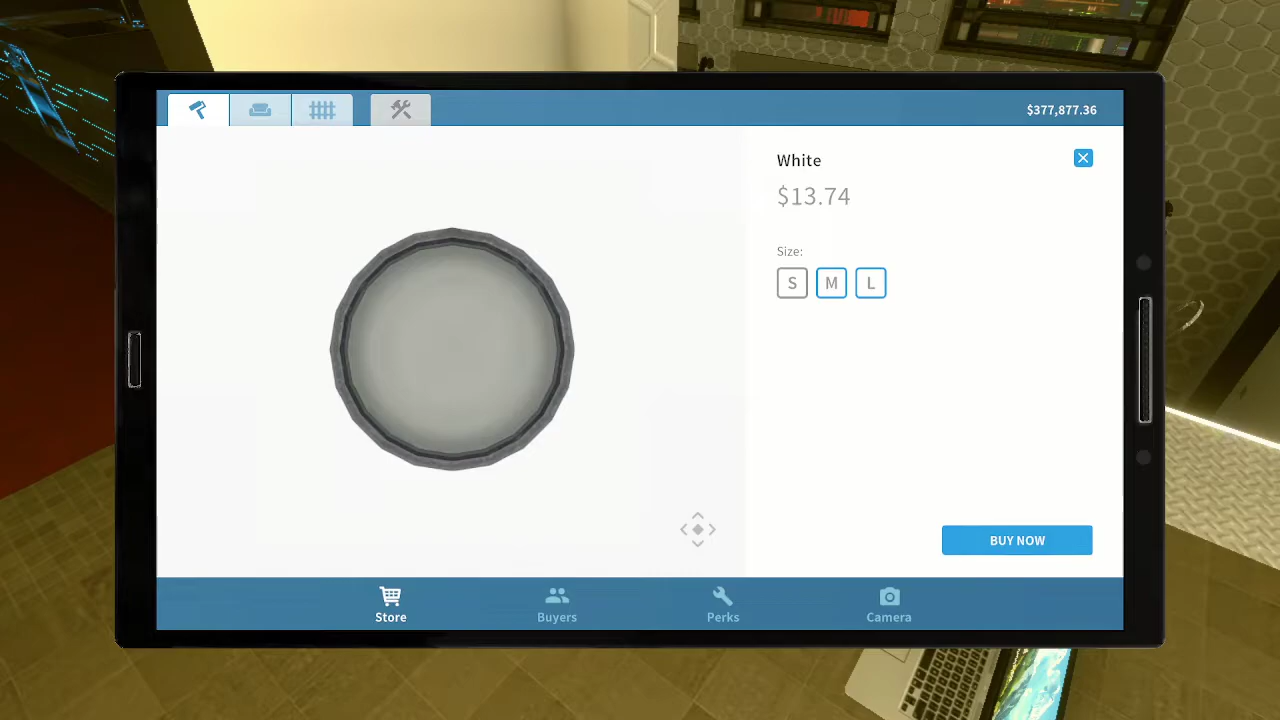 $377,877.36
White
$13.74
Size:
S M L
BUY NOW
Store Buyers Perks Camera